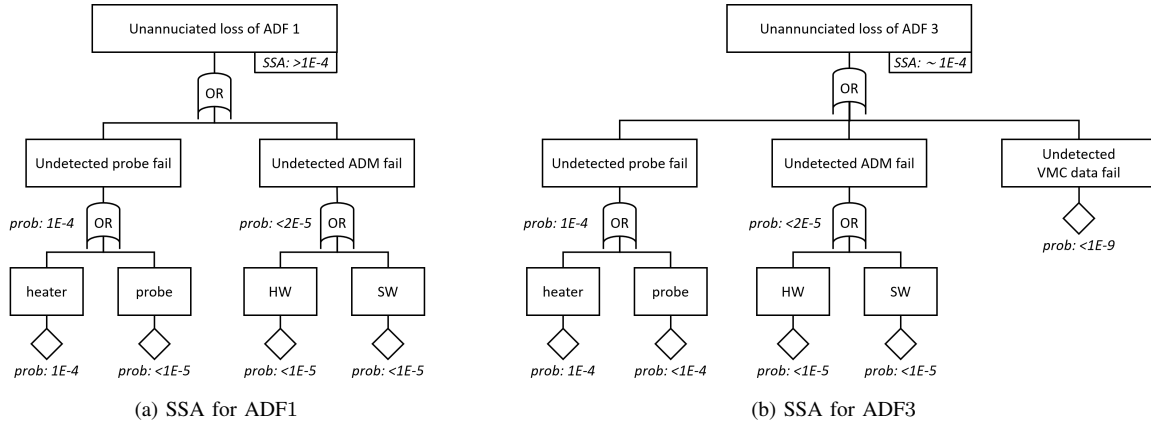 Unannuciated loss of ADF 1
SSA: >1E-4
OR
Undetected probe fail
Undetected ADM fail
prob: 1E-4
OR
prob: <2E-5
OR
heater
probe
HW
SW
prob: 1E-4
prob: <1E-5
prob: <1E-5
prob: <1E-5
(a) SSA for ADF1
Unannunciated loss of ADF 3
SSA: ~ 1E-4
OR
Undetected probe fail
Undetected ADM fail
Undetected
VMC data fail
prob: 1E-4
OR
prob: <2E-5
OR
prob: <1E-9
heater
probe
HW
SW
prob: 1E-4
prob: <1E-4
prob: <1E-5
prob: <1E-5
(b) SSA for ADF3